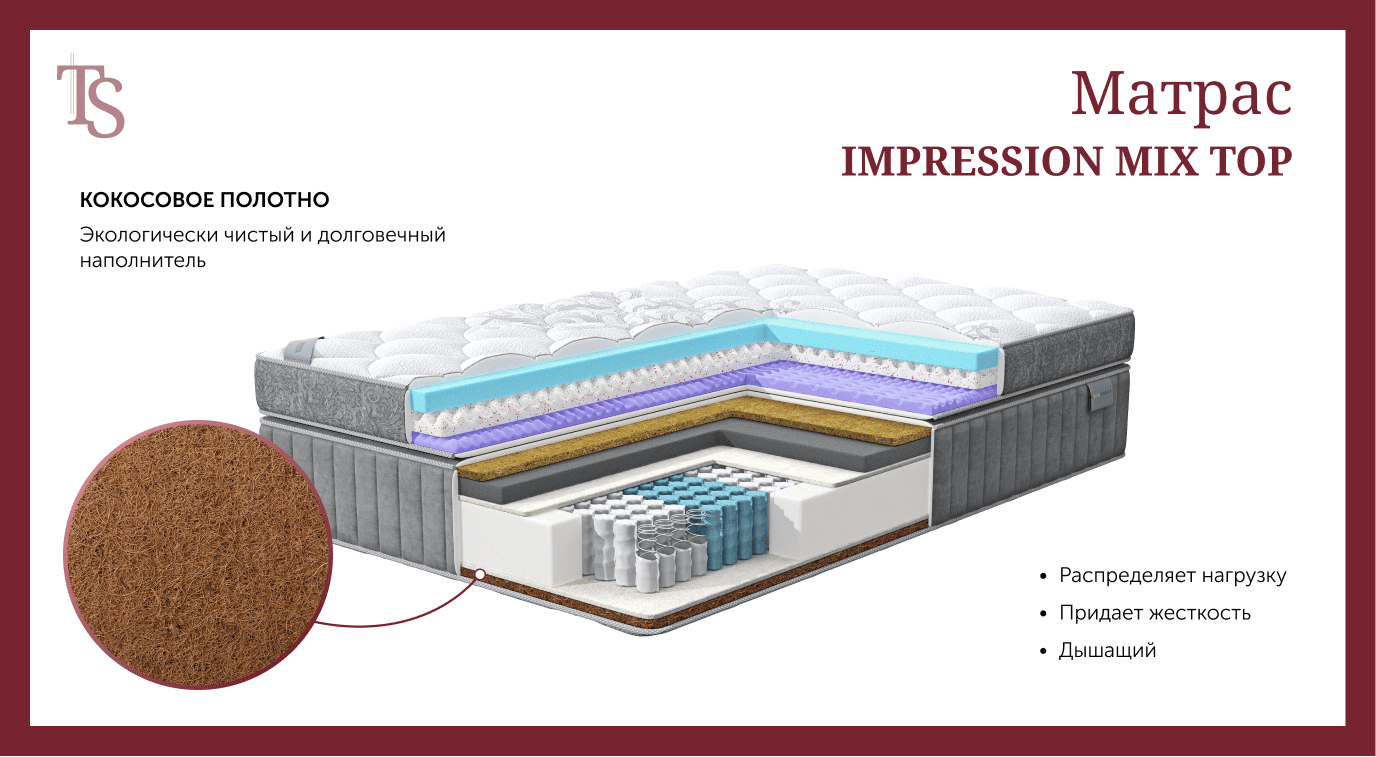 TS
Матрас
IMPRESSION MIX TOP
КОКОСОВОЕ ПОЛОТНО
Экологически чистый и долговечный
наполнитель
• Распределяет нагрузку
• Придает жесткость
• Дышащий